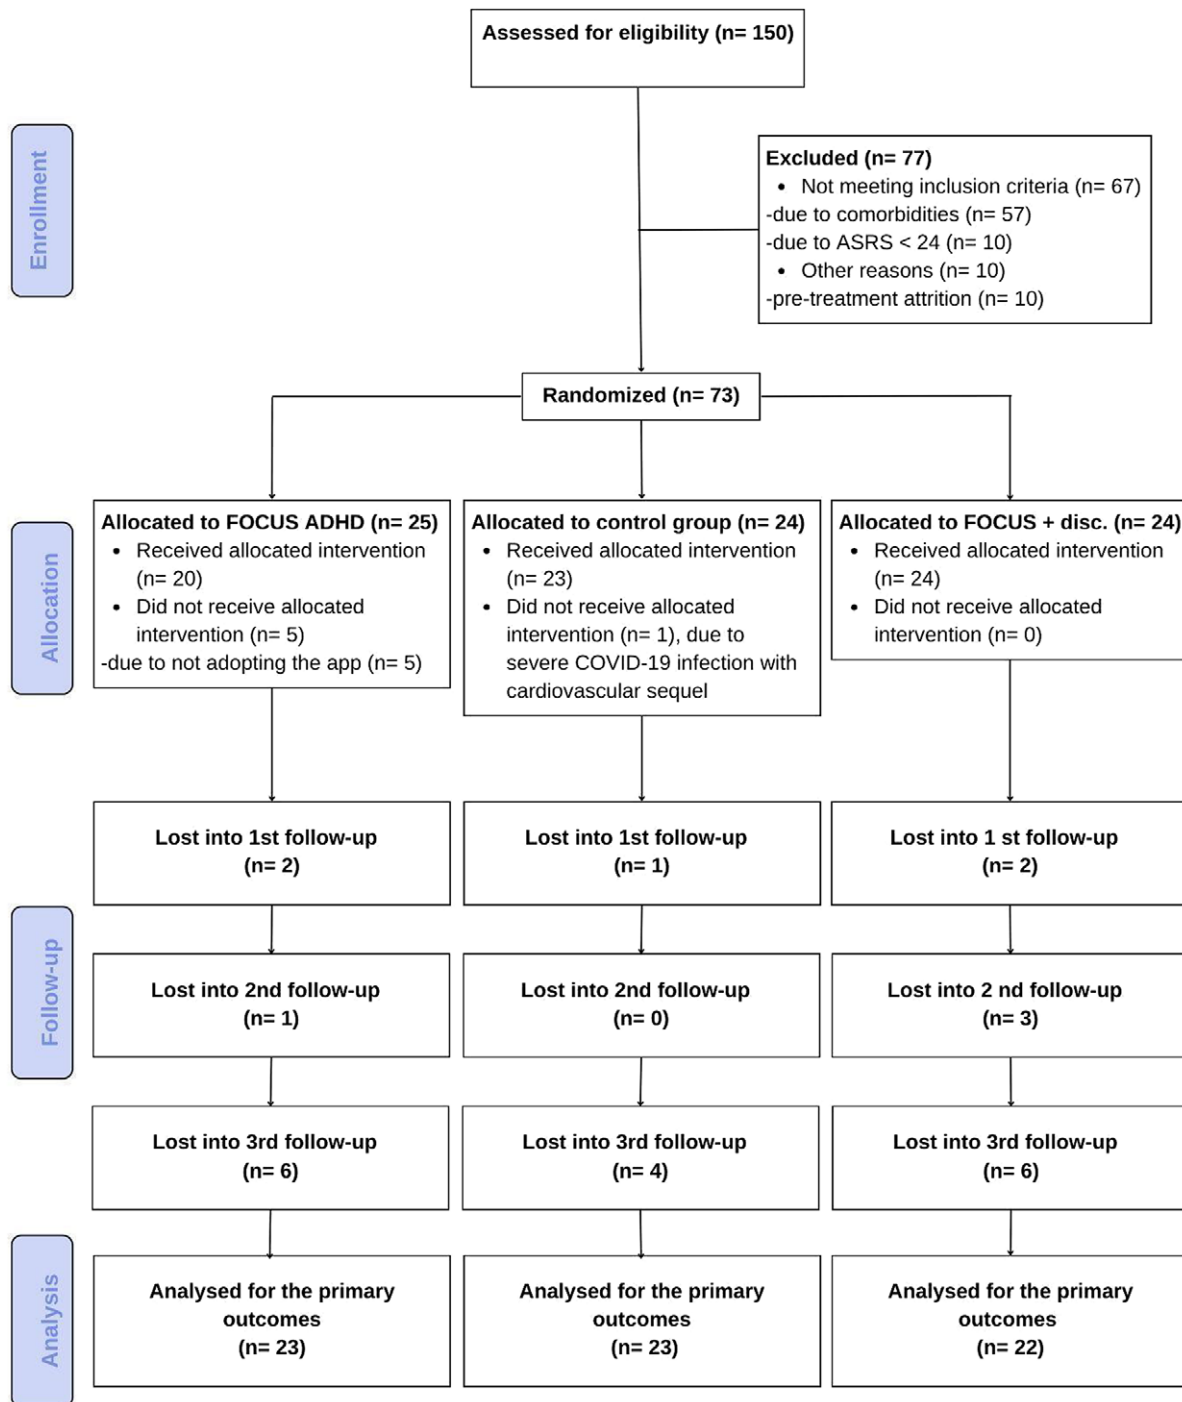 Assessed for eligibility (n= 150)
Enrollment
Excluded (n= 77)
• Not meeting inclusion criteria (n= 67)
-due to comorbidities (n= 57)
-due to ASRS < 24 (n= 10)
• Other reasons (n= 10)
-pre-treatment attrition (n= 10)
Randomized (n= 73)
Allocation
Allocated to FOCUS ADHD (n= 25)
• Received allocated intervention
(n= 20)
• Did not receive allocated
intervention (n= 5)
-due to not adopting the app (n= 5)
Allocated to control group (n= 24)
• Received allocated intervention
(n= 23)
• Did not receive allocated
intervention (n= 1), due to
severe COVID-19 infection with
cardiovascular sequel
Allocated to FOCUS + disc. (n= 24)
• Received allocated intervention
(n= 24)
• Did not receive allocated
intervention (n= 0)
Follow-up
Lost into 1st follow-up
(n= 2)
Lost into 1st follow-up
(n= 1)
Lost into 1 st follow-up
(n= 2)
Lost into 2nd follow-up
(n= 1)
Lost into 2nd follow-up
(n= 0)
Lost into 2 nd follow-up
(n= 3)
Lost into 3rd follow-up
(n= 6)
Lost into 3rd follow-up
(n= 4)
Lost into 3rd follow-up
(n= 6)
Analysis
Analysed for the primary
outcomes
(n= 23)
Analysed for the primary
outcomes
(n= 23)
Analysed for the primary
outcomes
(n= 22)